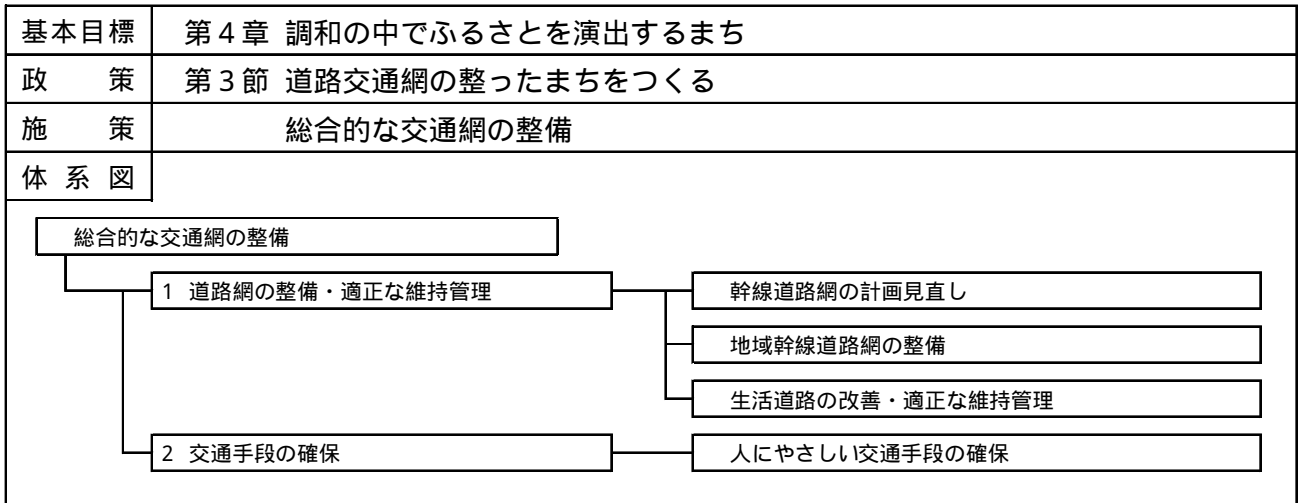 基本目標 第4章 調和の中でふるさとを演出するまち
政策 第3節 道路交通網の整ったまちをつくる
施策 総合的な交通網の整備
体系図
総合的な交通網の整備
1 道路網の整備・適正な維持管理
幹線道路網の計画見直し
地域幹線道路網の整備
生活道路の改善・適正な維持管理
2 交通手段の確保
人にやさしい交通手段の確保